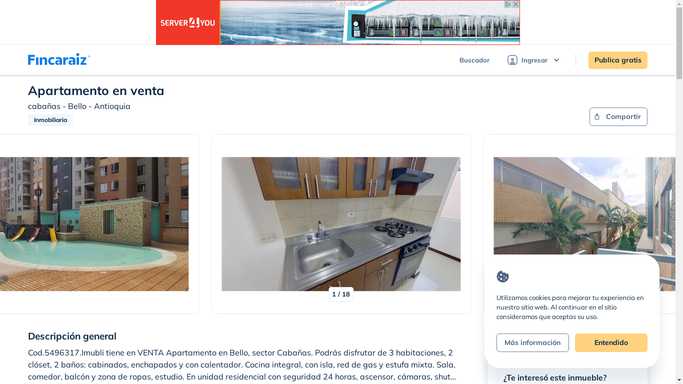 SERVER4YOU
Fincaraiz
Buscador
Ingresar
Publica gratis
Apartamento en venta
cabañas - Bello - Antioquia
Inmobiliaria
Compartir
1 / 18
Utilizamos cookies para mejorar tu experiencia en
nuestro sitio web. Al continuar en el sitio
consideramos que aceptas su uso.
Más información
Entendido
Descripción general
Cod.5496317.Imubli tiene en VENTA Apartamento en Bello, sector Cabañas. Podrás disfrutar de 3 habitaciones, 2
clóset, 2 baños: cabinados, enchapados y con calentador. Cocina integral, con isla, red de gas y estufa mixta. Sala,
comedor, balcón y zona de ropas, estudio. En unidad residencial con seguridad 24 horas, ascensor, cámaras, shut...
¿Te interesó este inmueble?